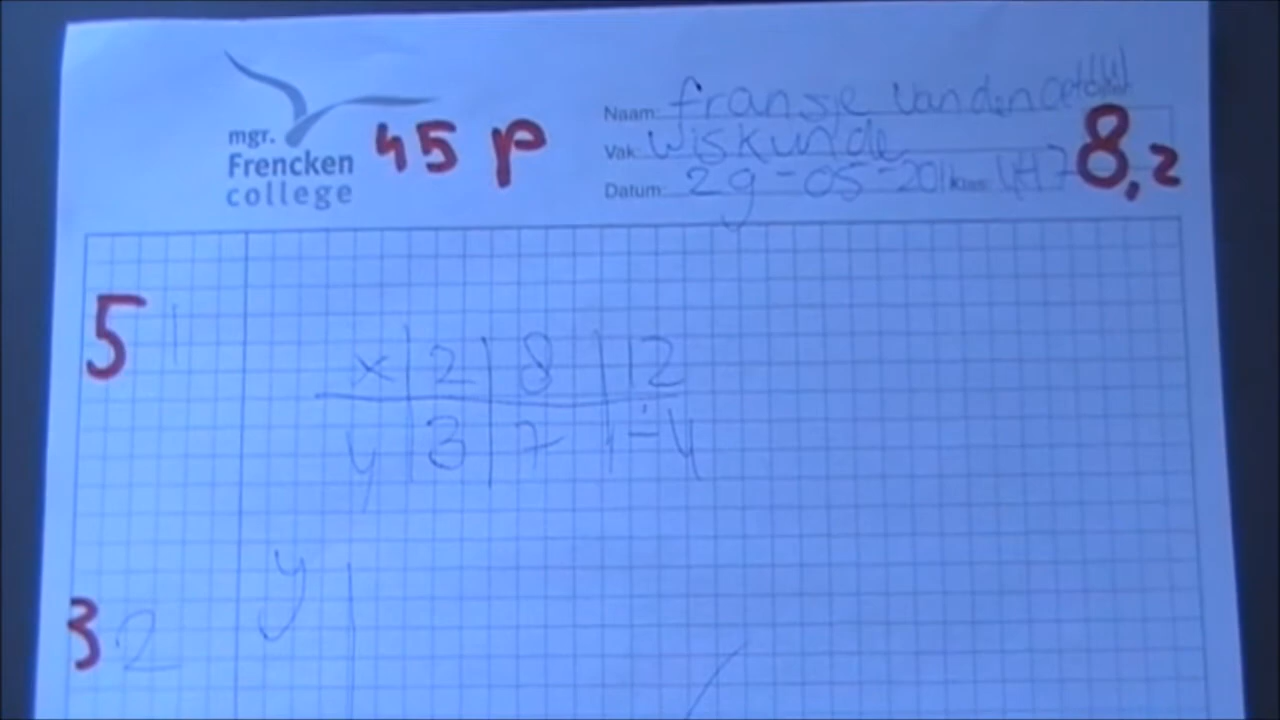 mgr.
Frencken
college
45 p
Naam: fransje van den
Vak: wiskunde
Datum: 29-05-201 klas:
8,2
5 1
x 2 8 12
y 3 7 -4
3 2
y